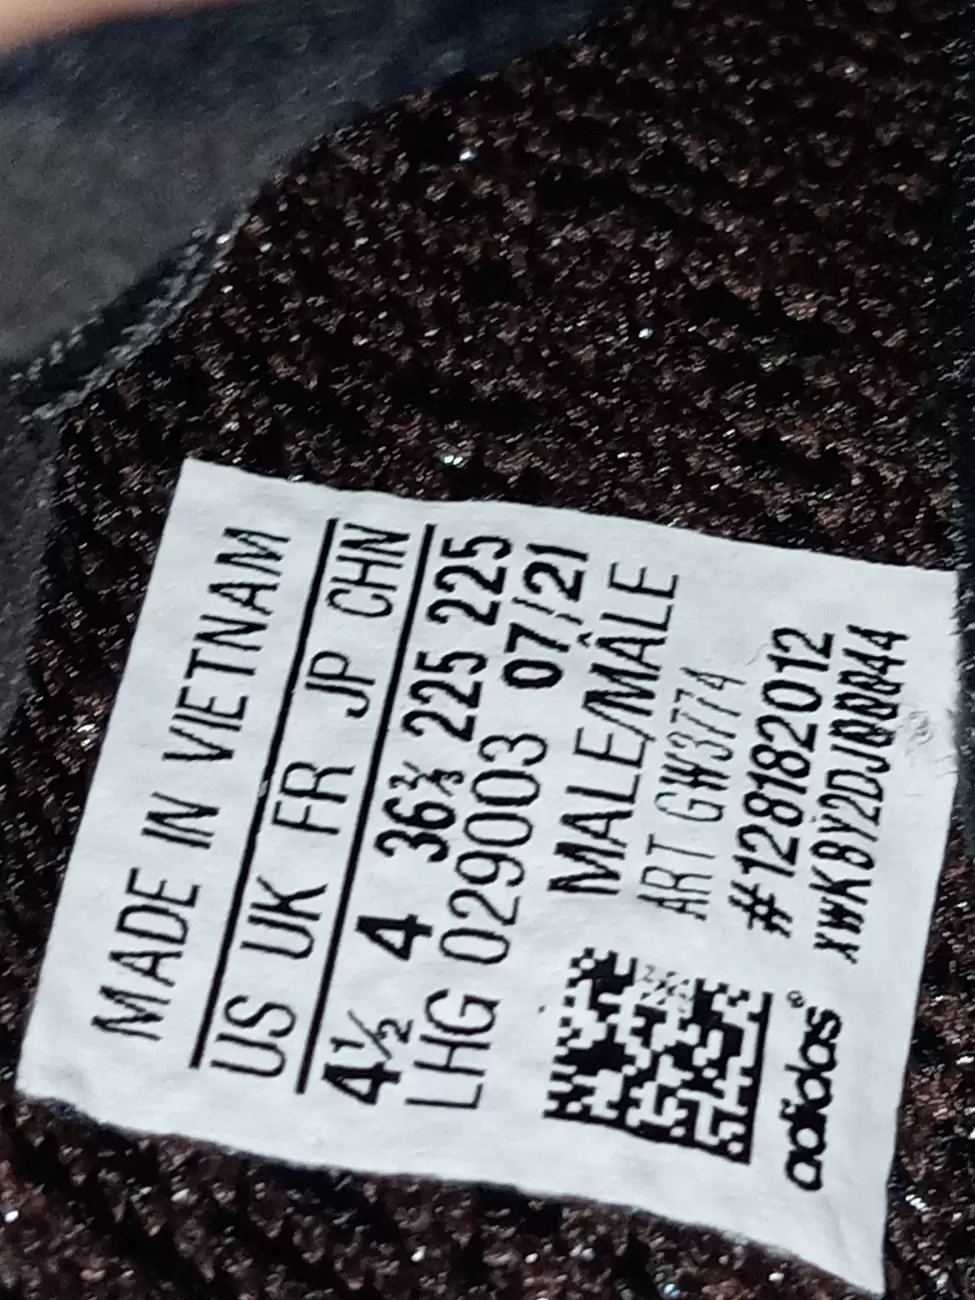 MADE IN VIETNAM
US UK FR JP CHN
4½ 4 36⅔ 225 225
LHG 029003 07/21
MALE/MÂLE
ART GW3774
#128182012
adidas®